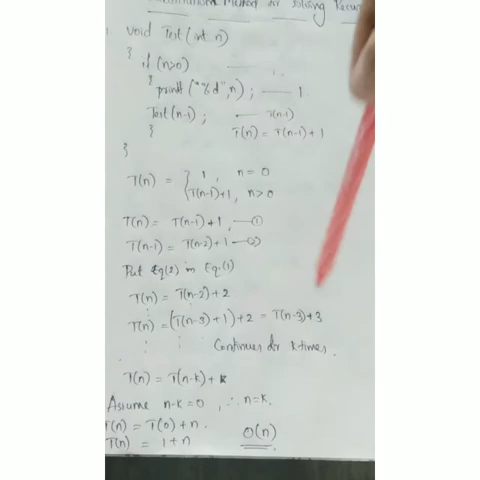 Substitution Method for solving Recur
void Test(int n)
{
if (n>0)
{
printf("%d", n); — 1
Test(n-1); — T(n-1)
} T(n) = T(n-1)+1
}
T(n) = { 1, n=0
T(n-1)+1, n>0
T(n) = T(n-1)+1, —①
T(n-1) = T(n-2)+1 —②
Put Eq(2) in Eq(1)
T(n) = T(n-2)+2
T(n) = (T(n-3)+1)+2 = T(n-3)+3
Continues for k times.
T(n) = T(n-k)+k
Assume n-k=0, ∴ n=k.
T(n) = T(0)+n.
T(n) = 1+n O(n)